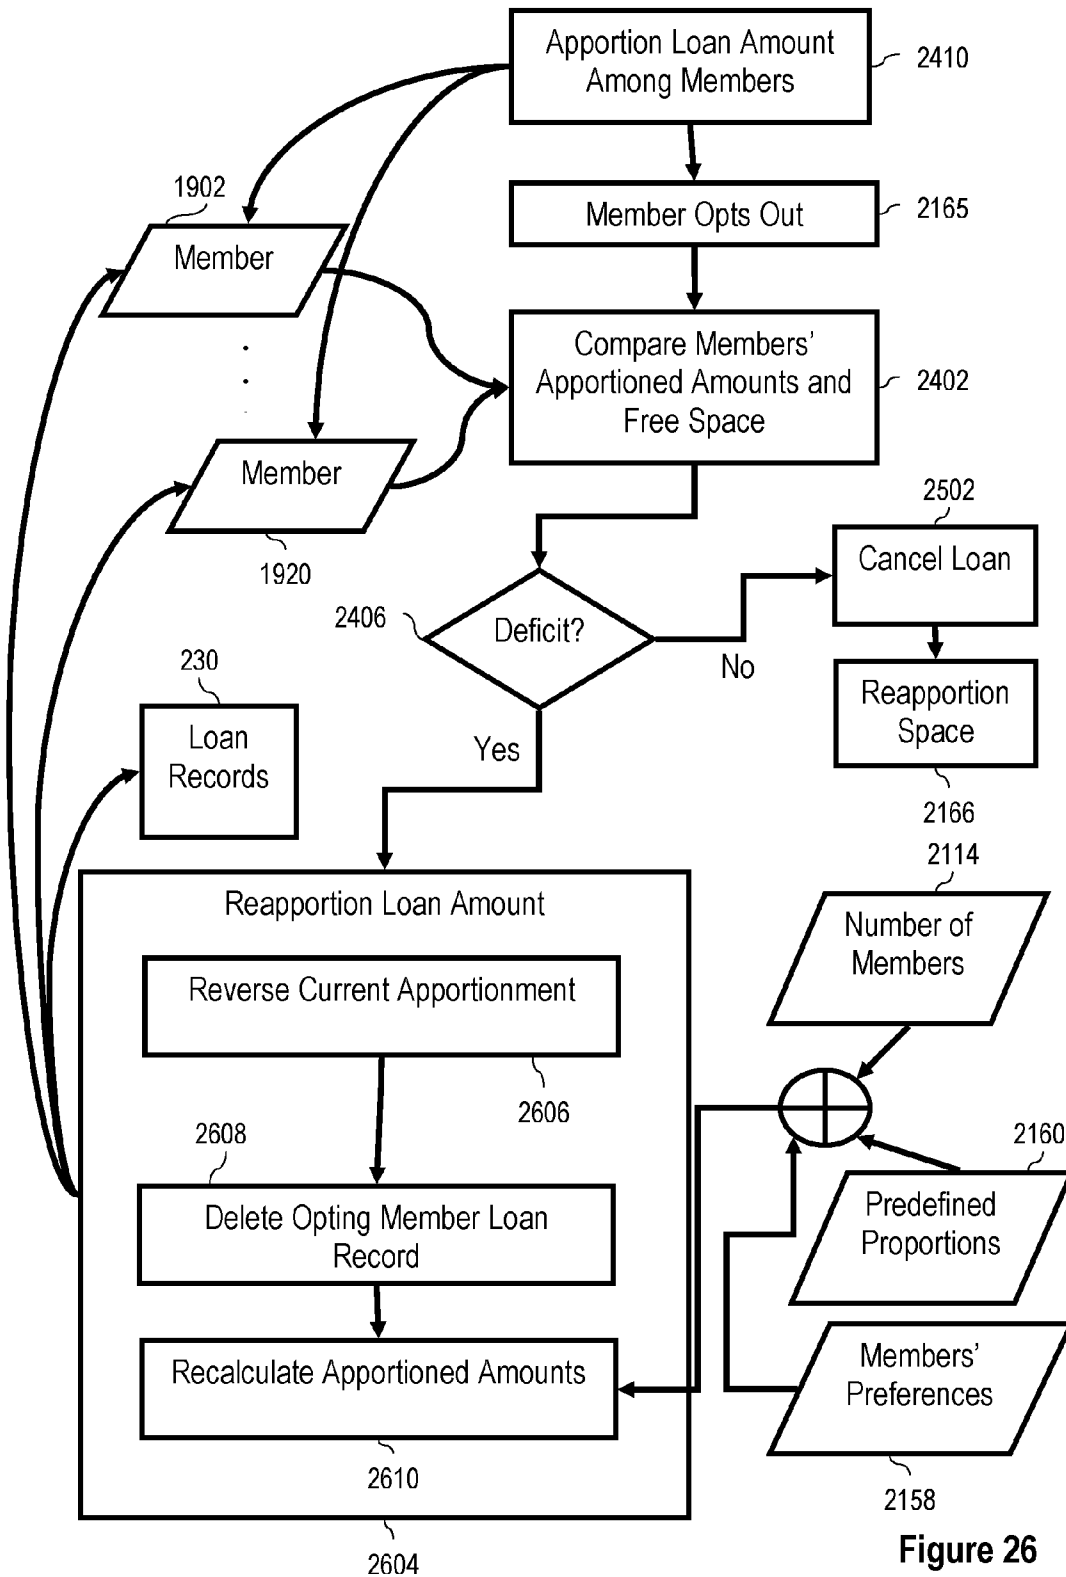 Apportion Loan Amount
Among Members
2410
1902
Member
Member Opts Out
2165
Compare Members'
Apportioned Amounts and
Free Space
2402
Member
1920
2502
Cancel Loan
2406
Deficit?
No
Yes
230
Loan
Records
Reapportion
Space
2166
2114
Number of
Members
Reapportion Loan Amount
Reverse Current Apportionment
2606
2608
Delete Opting Member Loan
Record
2160
Predefined
Proportions
Recalculate Apportioned Amounts
2610
Members'
Preferences
2158
2604
Figure 26